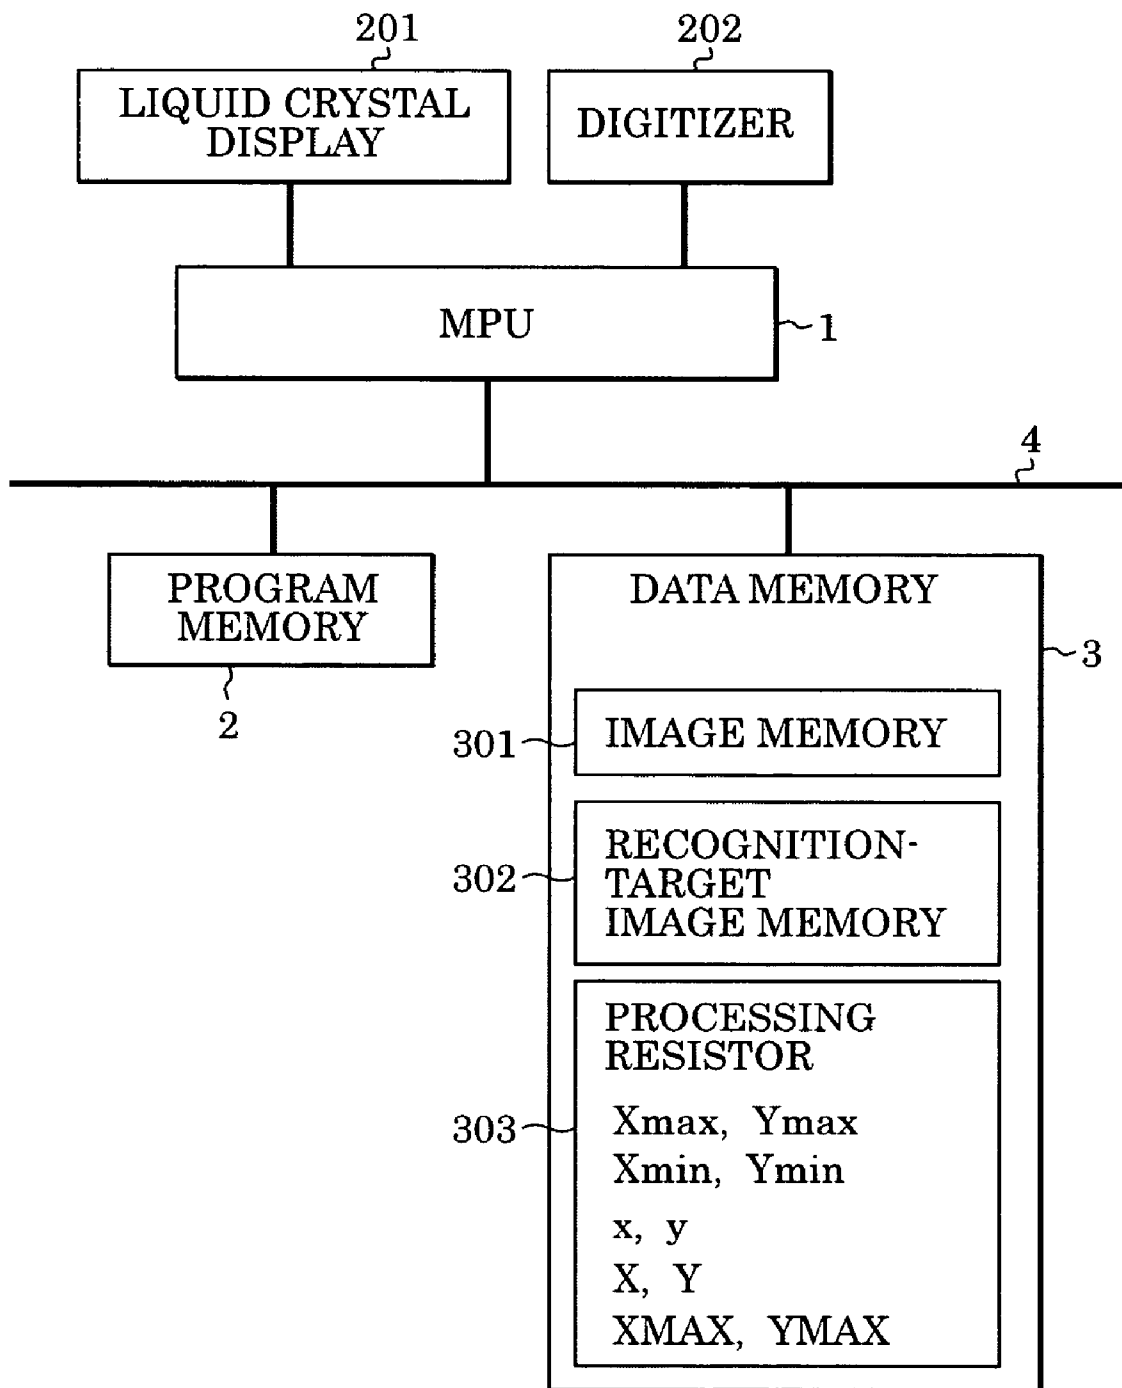 201
202
LIQUID CRYSTAL
DISPLAY
DIGITIZER
MPU
1
4
PROGRAM
MEMORY
2
DATA MEMORY
3
301
IMAGE MEMORY
302
RECOGNITION-
TARGET
IMAGE MEMORY
PROCESSING
RESISTOR
303
Xmax, Ymax
Xmin, Ymin
x, y
X, Y
XMAX, YMAX